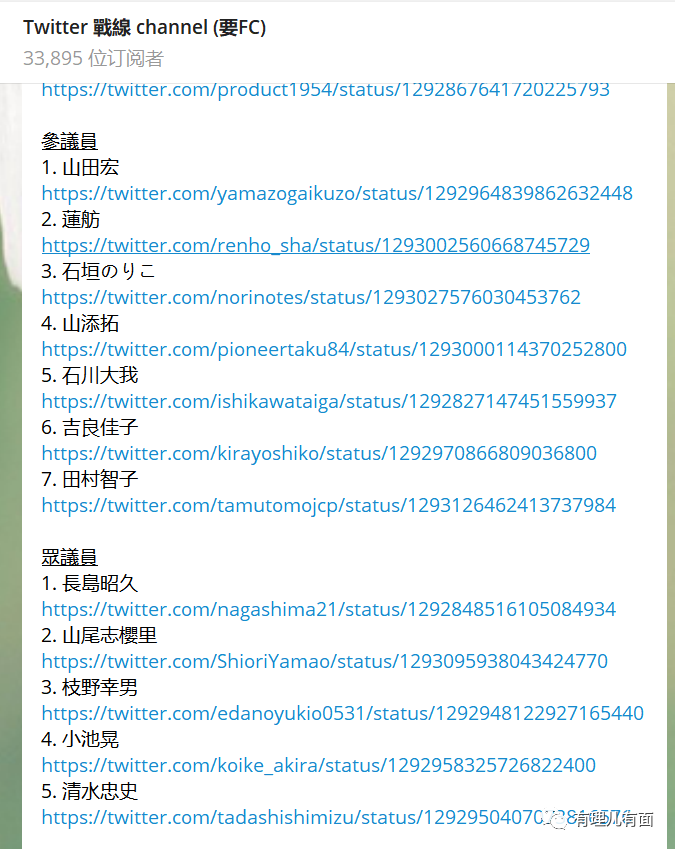 Twitter 戰線 channel (要FC)
33,895 位订阅者
https://twitter.com/product1954/status/1292867641720225793
參議員
1. 山田宏
https://twitter.com/yamazogaikuzo/status/1292964839862632448
2. 蓮舫
https://twitter.com/renho_sha/status/1293002560668745729
3. 石垣のりこ
https://twitter.com/norinotes/status/1293027576030453762
4. 山添拓
https://twitter.com/pioneertaku84/status/1293000114370252800
5. 石川大我
https://twitter.com/ishikawataiga/status/1292827147451559937
6. 吉良佳子
https://twitter.com/kirayoshiko/status/1292970866809036800
7. 田村智子
https://twitter.com/tamutomojcp/status/1293126462413737984
眾議員
1. 長島昭久
https://twitter.com/nagashima21/status/1292848516105084934
2. 山尾志櫻里
https://twitter.com/ShioriYamao/status/1293095938043424770
3. 枝野幸男
https://twitter.com/edanoyukio0531/status/1292948122927165440
4. 小池晃
https://twitter.com/koike_akira/status/1292958325726822400
5. 清水忠史
https://twitter.com/tadashishimizu/status/
有理儿有面